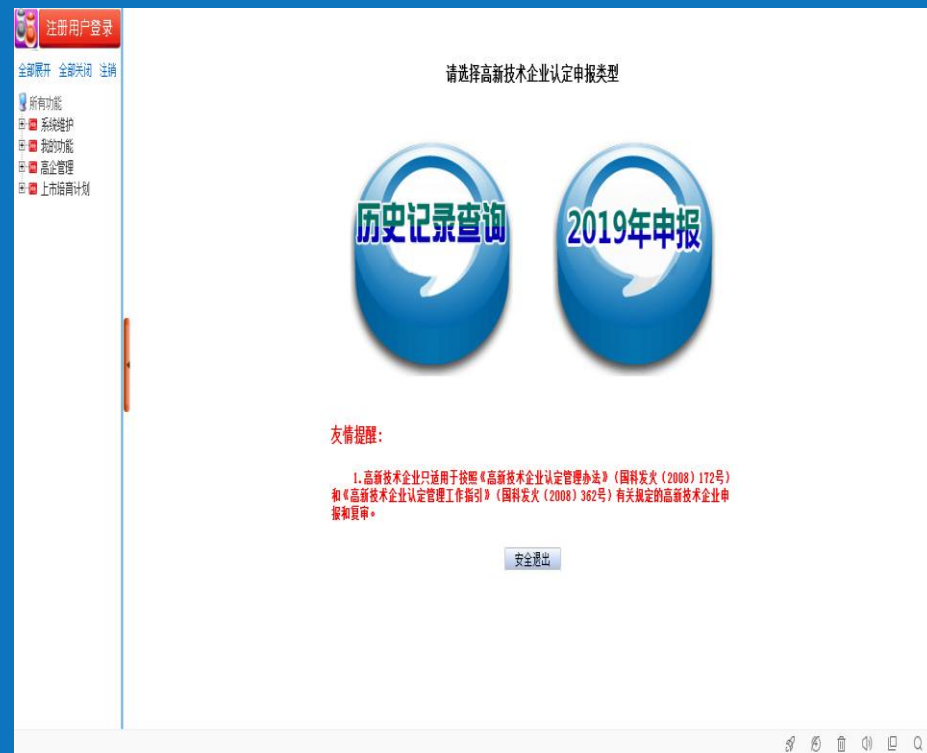 注册用户登录
全部展开 全部关闭 注销
所有功能
系统维护
我的功能
高企管理
上市培育计划
请选择高新技术企业认定申报类型
历史记录查询
2019年申报
友情提醒：
1.高新技术企业只适用于按照《高新技术企业认定管理办法》（国科发火（2008）172号）
和《高新技术企业认定管理工作指引》（国科发火（2008）362号）有关规定的高新技术企业申
报和复审。
安全退出